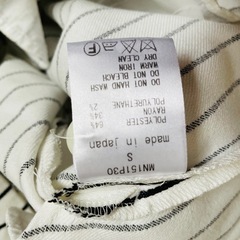 MN151P30
S
made in japan
POLYESTER 64%
RAYON 34%
POLYURETHANE 2%
DO NOT HAND WASH
DO NOT BLEACH
WARM IRON
DRY CLEAN
F